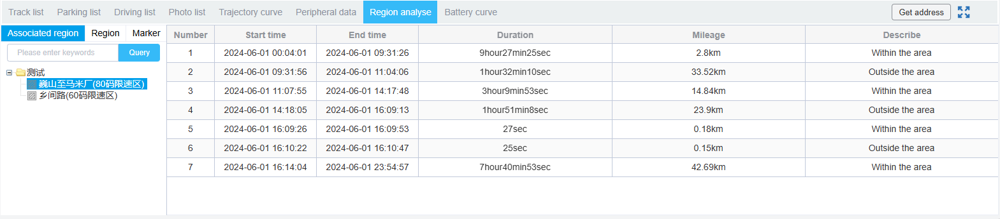 Track list Parking list Driving list Photo list Trajectory curve Peripheral data Region analyse Battery curve Get address
Associated region Region Marker
Please enter keywords Query
测试
巍山至马米厂(80码限速区)
乡间路(60码限速区)
Number Start time End time Duration Mileage Describe
1 2024-06-01 00:04:01 2024-06-01 09:31:26 9hour27min25sec 2.8km Within the area
2 2024-06-01 09:31:56 2024-06-01 11:04:06 1hour32min10sec 33.52km Outside the area
3 2024-06-01 11:07:55 2024-06-01 14:17:48 3hour9min53sec 14.84km Within the area
4 2024-06-01 14:18:05 2024-06-01 16:09:13 1hour51min8sec 23.9km Outside the area
5 2024-06-01 16:09:26 2024-06-01 16:09:53 27sec 0.18km Within the area
6 2024-06-01 16:10:22 2024-06-01 16:10:47 25sec 0.15km Outside the area
7 2024-06-01 16:14:04 2024-06-01 23:54:57 7hour40min53sec 42.69km Within the area